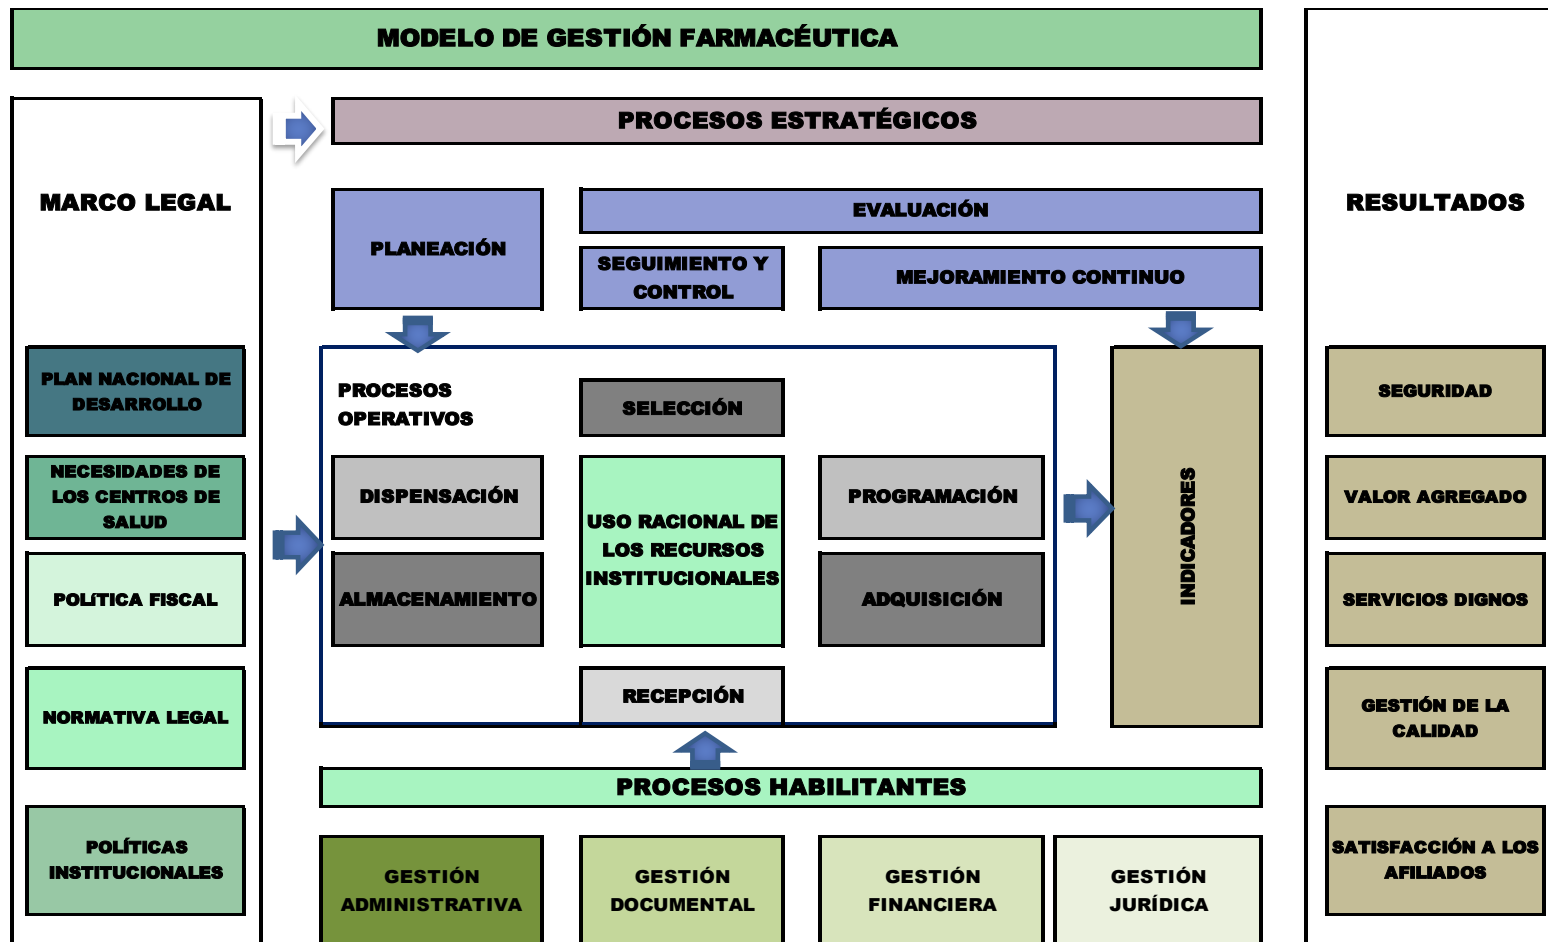 MODELO DE GESTIÓN FARMACÉUTICA
MARCO LEGAL
PLAN NACIONAL DE
DESARROLLO
NECESIDADES DE
LOS CENTROS DE
SALUD
POLíTICA FISCAL
NORMATIVA LEGAL
POLÍTICAS
INSTITUCIONALES
PROCESOS ESTRATÉGICOS
PLANEACIÓN
EVALUACIÓN
SEGUIMIENTO Y
CONTROL
MEJORAMIENTO CONTINUO
PROCESOS
OPERATIVOS
SELECCIÓN
DISPENSACIÓN
USO RACIONAL DE
LOS RECURSOS
INSTITUCIONALES
PROGRAMACIÓN
ALMACENAMIENTO
ADQUISICIÓN
RECEPCIÓN
INDICADORES
PROCESOS HABILITANTES
GESTIÓN
ADMINISTRATIVA
GESTIÓN
DOCUMENTAL
GESTIÓN
FINANCIERA
GESTIÓN
JURÍDICA
RESULTADOS
SEGURIDAD
VALOR AGREGADO
SERVICIOS DIGNOS
GESTIÓN DE LA
CALIDAD
SATISFACCIÓN A LOS
AFILIADOS